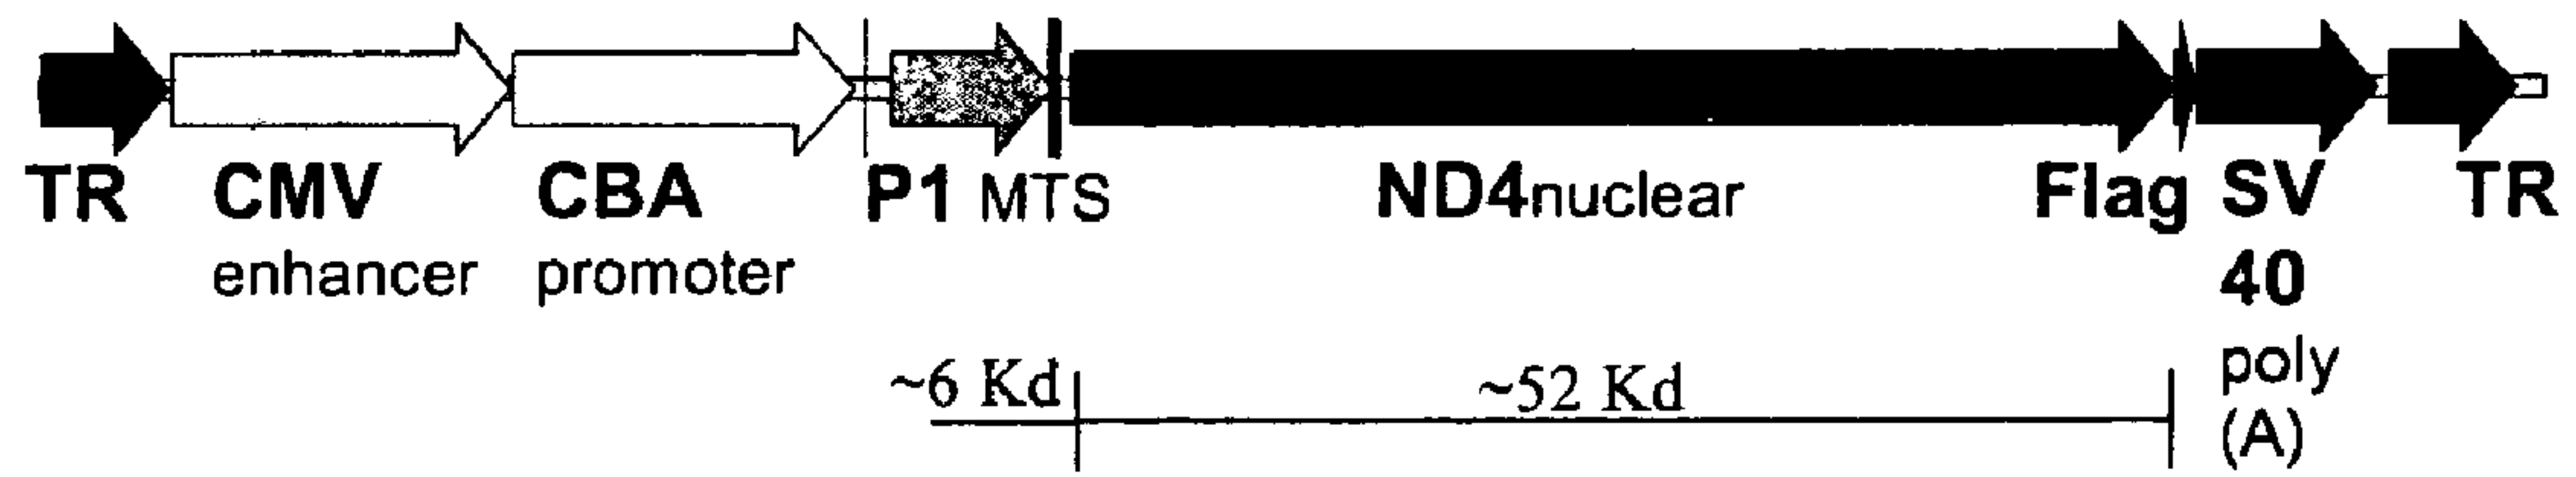 TR CMV CBA P1 MTS ND4nuclear Flag SV TR
enhancer promoter 40
~6 Kd ~52 Kd poly
(A)